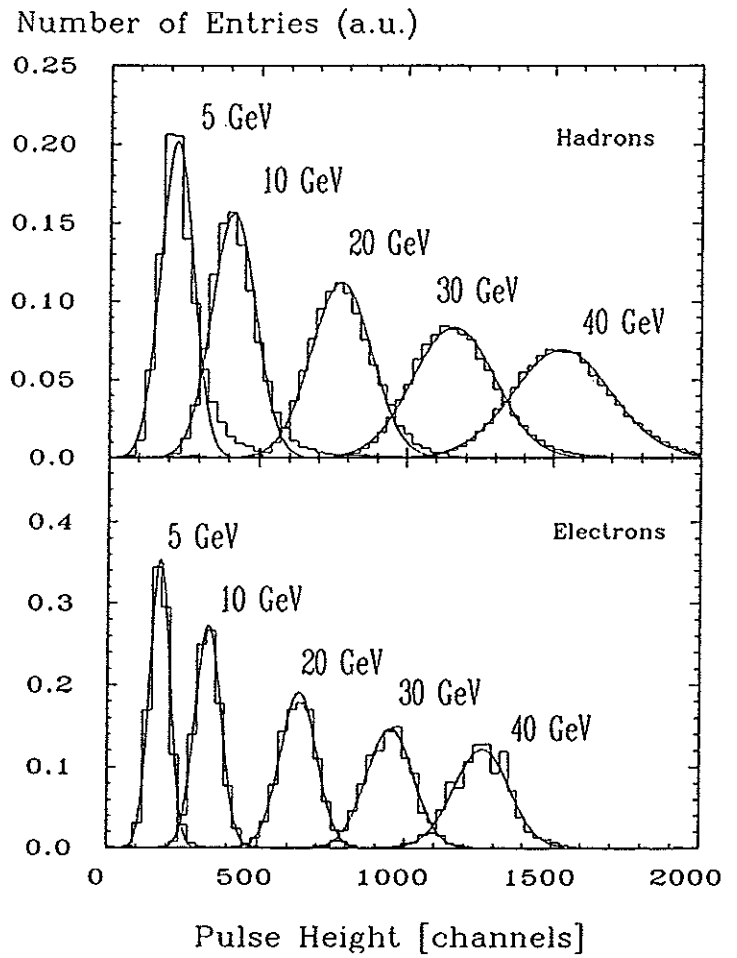 Number of Entries (a.u.)
0.25
0.20
0.15
0.10
0.05
0.0
5 GeV
10 GeV
20 GeV
30 GeV
40 GeV
Hadrons
0.4
0.3
0.2
0.1
0.0
5 GeV
10 GeV
20 GeV
30 GeV
40 GeV
Electrons
0 500 1000 1500 2000
Pulse Height [channels]